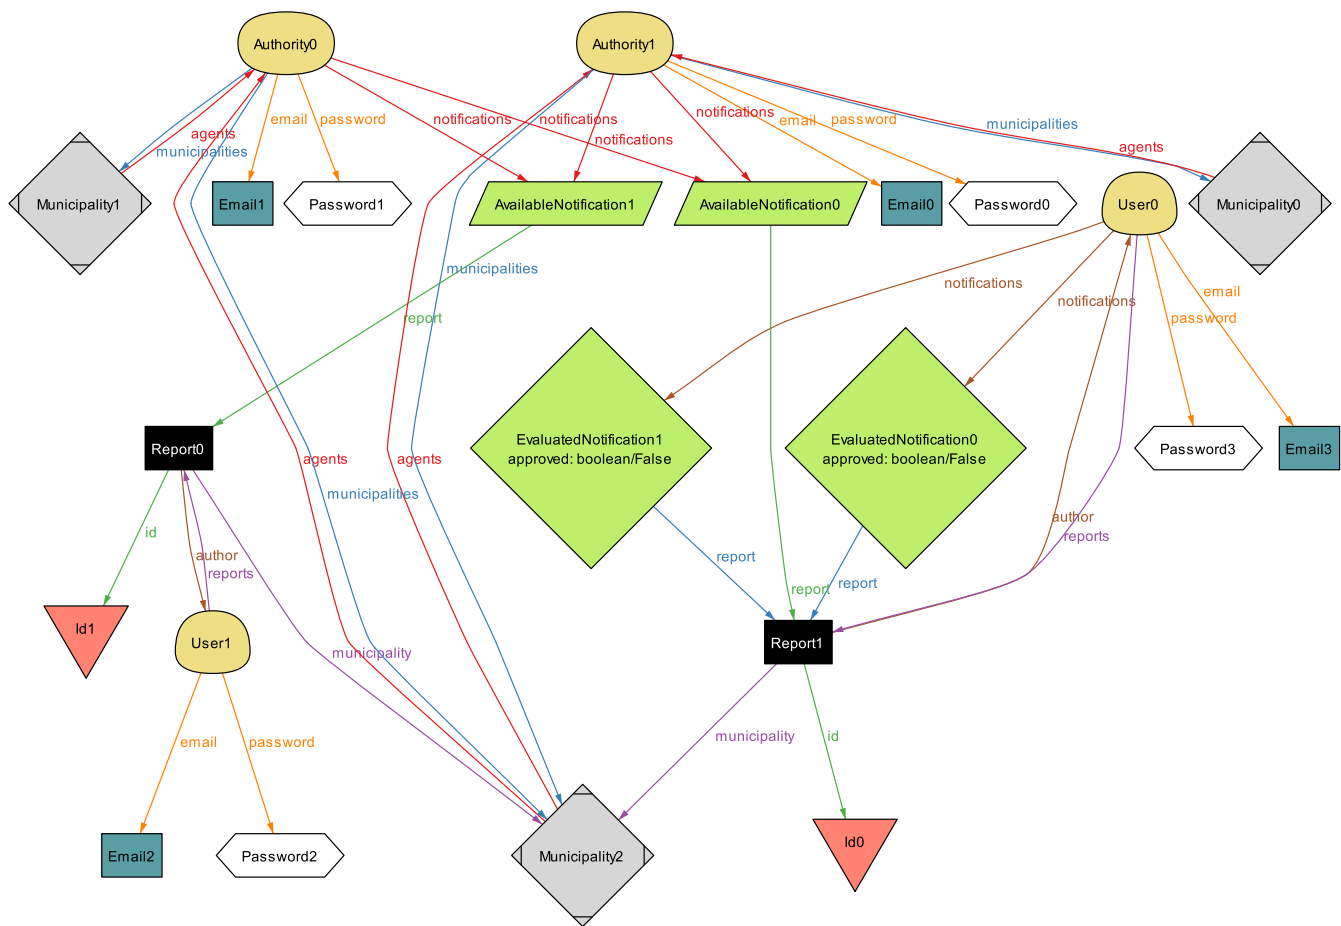 Authority0
Authority1
agents
municipalities
email
password
notifications
notifications
notifications
notifications
email
password
municipalities
agents
Municipality1
Email1
Password1
AvailableNotification1
AvailableNotification0
Email0
Password0
User0
Municipality0
municipalities
notifications
notifications
email
password
report
EvaluatedNotification1
approved: boolean/False
EvaluatedNotification0
approved: boolean/False
Report0
Password3
Email3
agents
agents
municipalities
id
author
reports
report
report
report
author
reports
Id1
User1
municipality
Report1
email
password
municipality
id
Email2
Password2
Municipality2
Id0